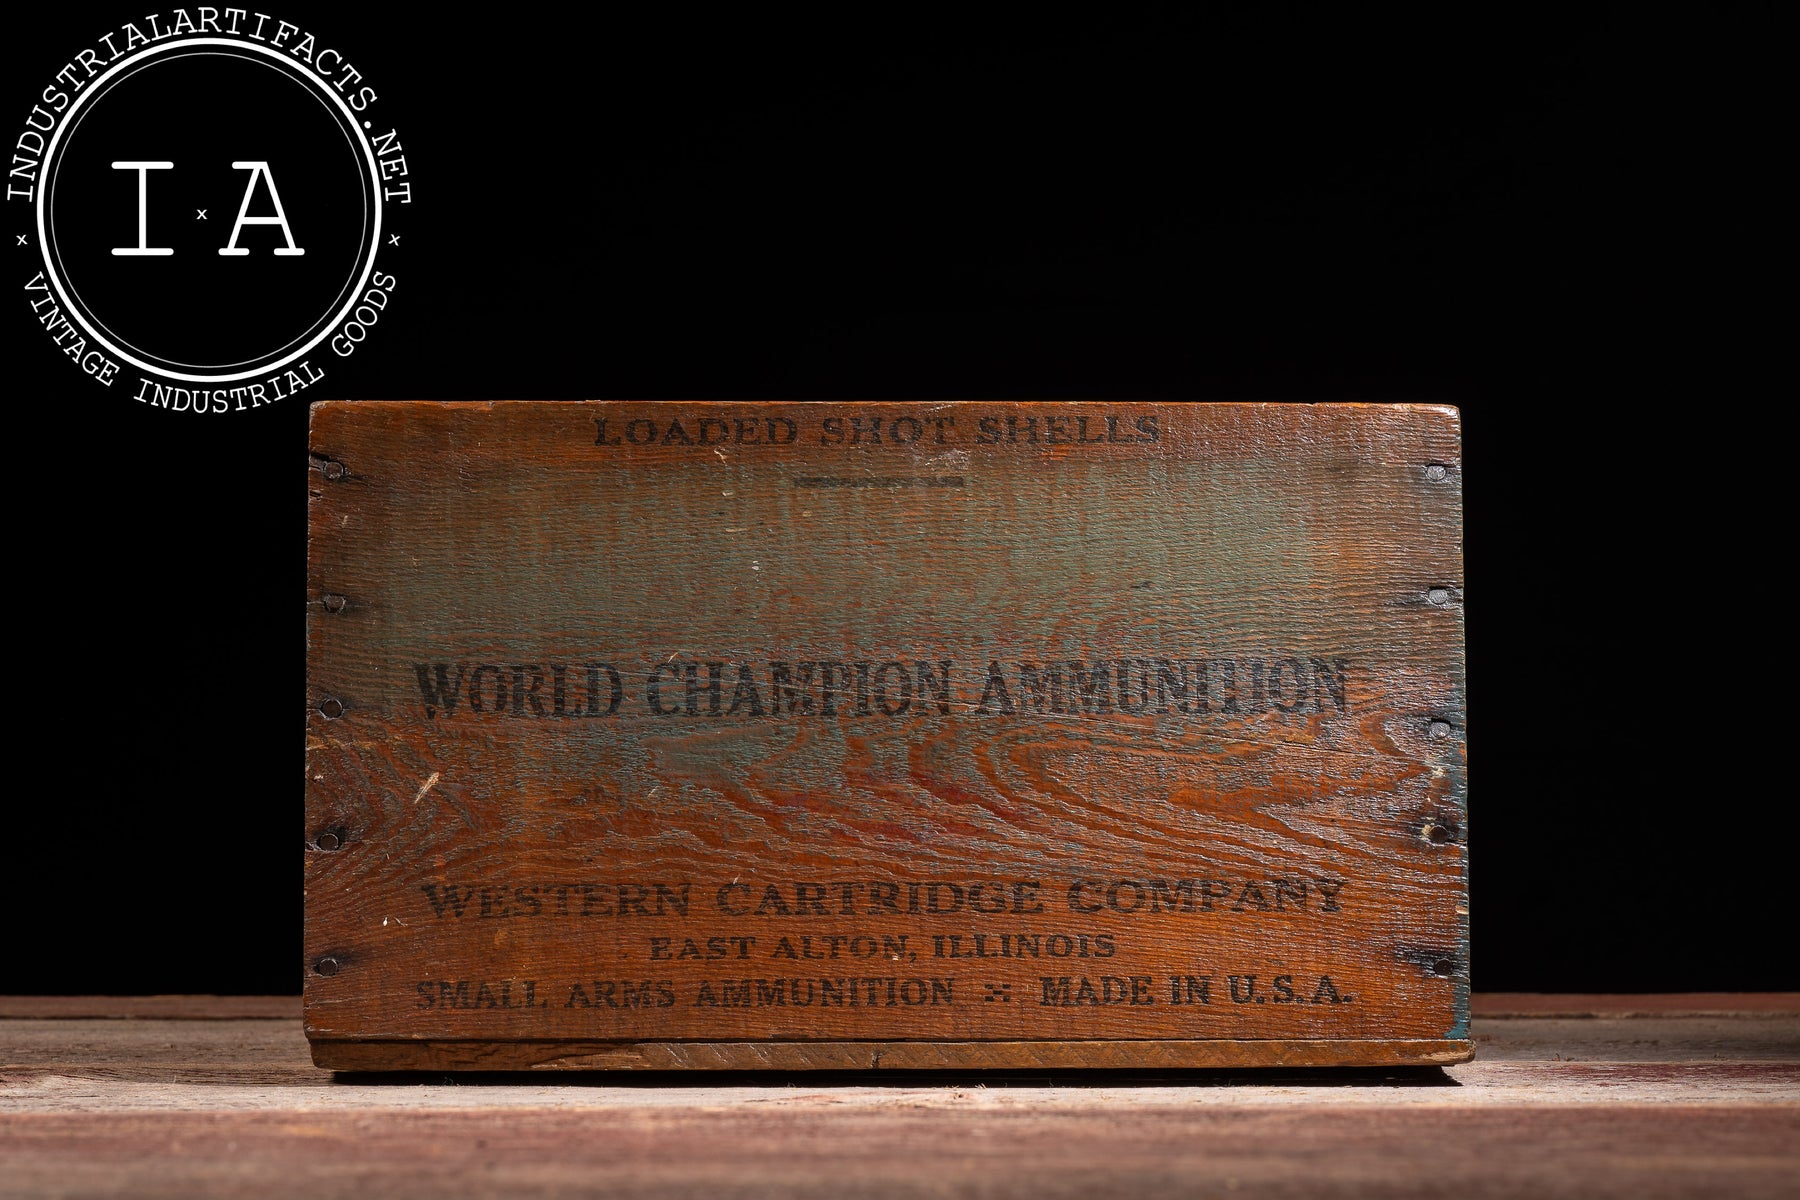 INDUSTRIALARTIFACTS.NET
I x A
x x
VINTAGE INDUSTRIAL GOODS
LOADED SHOT SHELLS
WORLD CHAMPION AMMUNITION
WESTERN CARTRIDGE COMPANY
EAST ALTON, ILLINOIS
SMALL ARMS AMMUNITION MADE IN U.S.A.